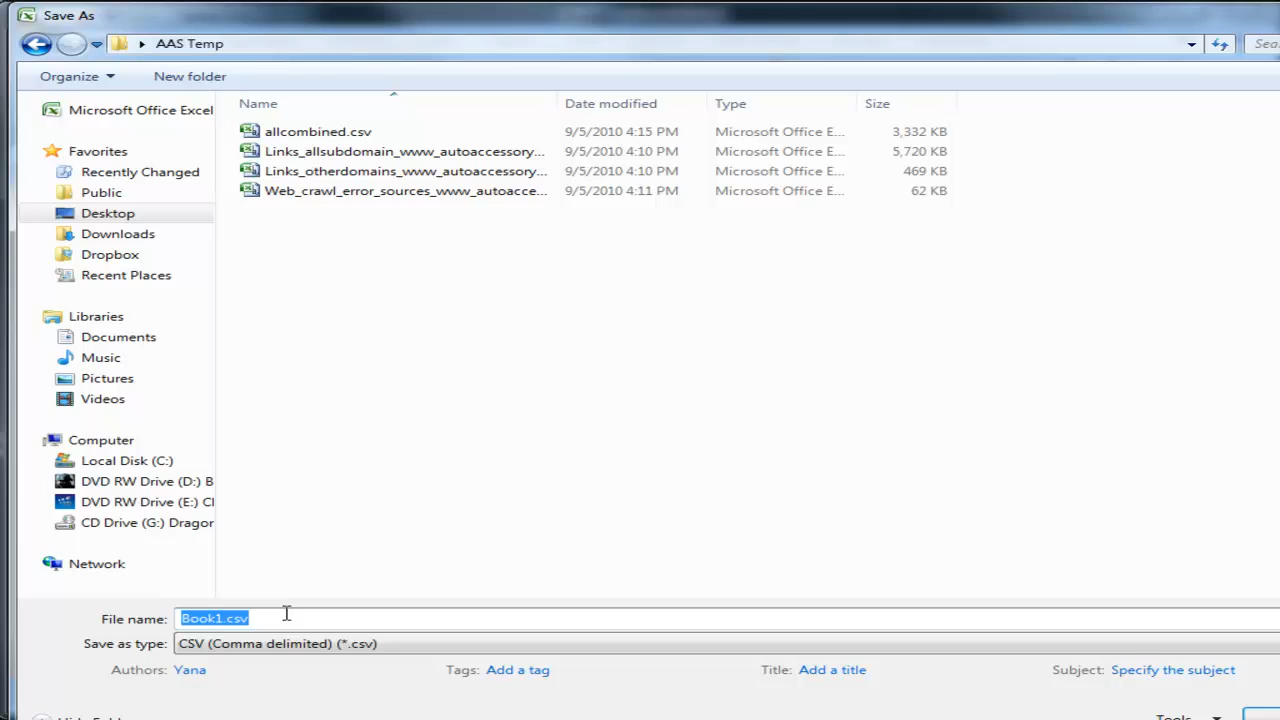 Save As
AAS Temp
Sea
Organize
New folder
Microsoft Office Excel
Name
Date modified
Type
Size
allcombined.csv 9/5/2010 4:15 PM Microsoft Office E... 3,332 KB
Links_allsubdomain_www_autoaccessory... 9/5/2010 4:10 PM Microsoft Office E... 5,720 KB
Links_otherdomains_www_autoaccessory... 9/5/2010 4:10 PM Microsoft Office E... 469 KB
Web_crawl_error_sources_www_autoacce... 9/5/2010 4:11 PM Microsoft Office E... 62 KB
Favorites
Recently Changed
Public
Desktop
Downloads
Dropbox
Recent Places
Libraries
Documents
Music
Pictures
Videos
Computer
Local Disk (C:)
DVD RW Drive (D:) B
DVD RW Drive (E:) Cl
CD Drive (G:) Dragor
Network
File name: Book1.csv
Save as type: CSV (Comma delimited) (*.csv)
Authors: Yana Tags: Add a tag Title: Add a title Subject: Specify the subject
Tools